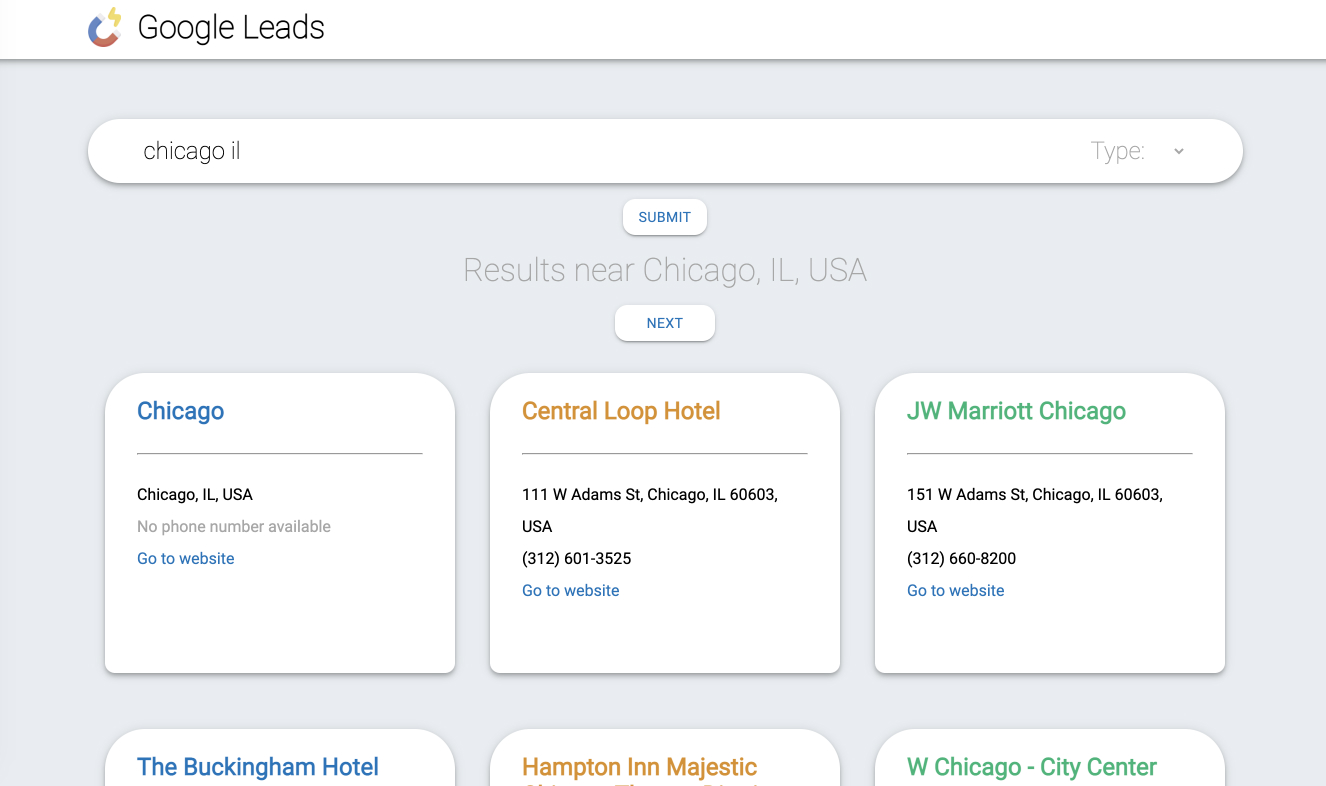 Google Leads
chicago il
Type:
SUBMIT
Results near Chicago, IL, USA
NEXT
Chicago
Chicago, IL, USA
No phone number available
Go to website
Central Loop Hotel
111 W Adams St, Chicago, IL 60603,
USA
(312) 601-3525
Go to website
JW Marriott Chicago
151 W Adams St, Chicago, IL 60603,
USA
(312) 660-8200
Go to website
The Buckingham Hotel
Hampton Inn Majestic
W Chicago - City Center